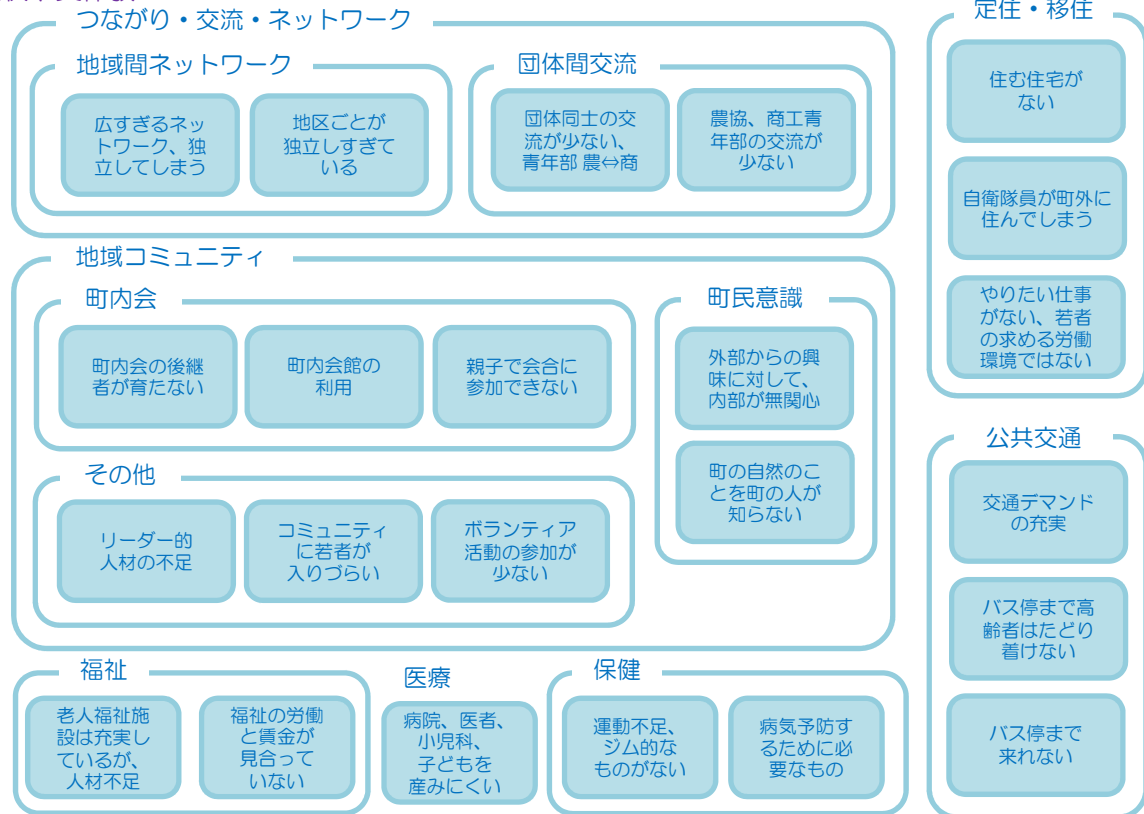 つながり・交流・ネットワーク
地域間ネットワーク
広すぎるネッ
トワーク、独
立してしまう
地区ごとが
独立しすぎて
いる
団体間交流
団体同士の交
流が少ない、
青年部 農⇔商
農協、商工青
年部の交流が
少ない
地域コミュニティ
町内会
町内会の後継
者が育たない
町内会館の
利用
親子で会合に
参加できない
町民意識
外部からの興
味に対して、
内部が無関心
町の自然のこ
とを町の人が
知らない
その他
リーダー的
人材の不足
コミュニティ
に若者が
入りづらい
ボランティア
活動の参加が
少ない
福祉
老人福祉施
設は充実し
ているが、
人材不足
福祉の労働
と賃金が
見合って
いない
医療
病院、医者、
小児科、
子どもを
産みにくい
保健
運動不足、
ジム的な
ものがない
病気予防す
るために必
要なもの
定住・移住
住む住宅が
ない
自衛隊員が町外に
住んでしまう
やりたい仕事
がない、若者
の求める労働
環境ではない
公共交通
交通デマンド
の充実
バス停まで高
齢者はたどり
着けない
バス停まで
来れない